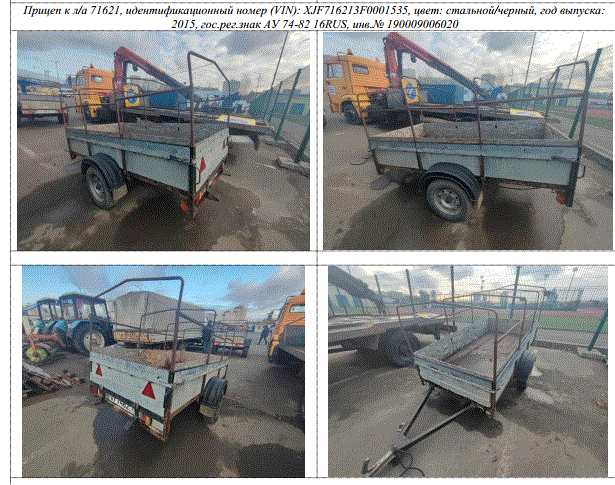 Прицеп к л/а 71621, идентификационный номер (VIN): XJF716213F0001535, цвет: стальной/черный, год выпуска:
2015, гос.рег.знак АУ 74-82 16RUS, инв.№ 190009006020